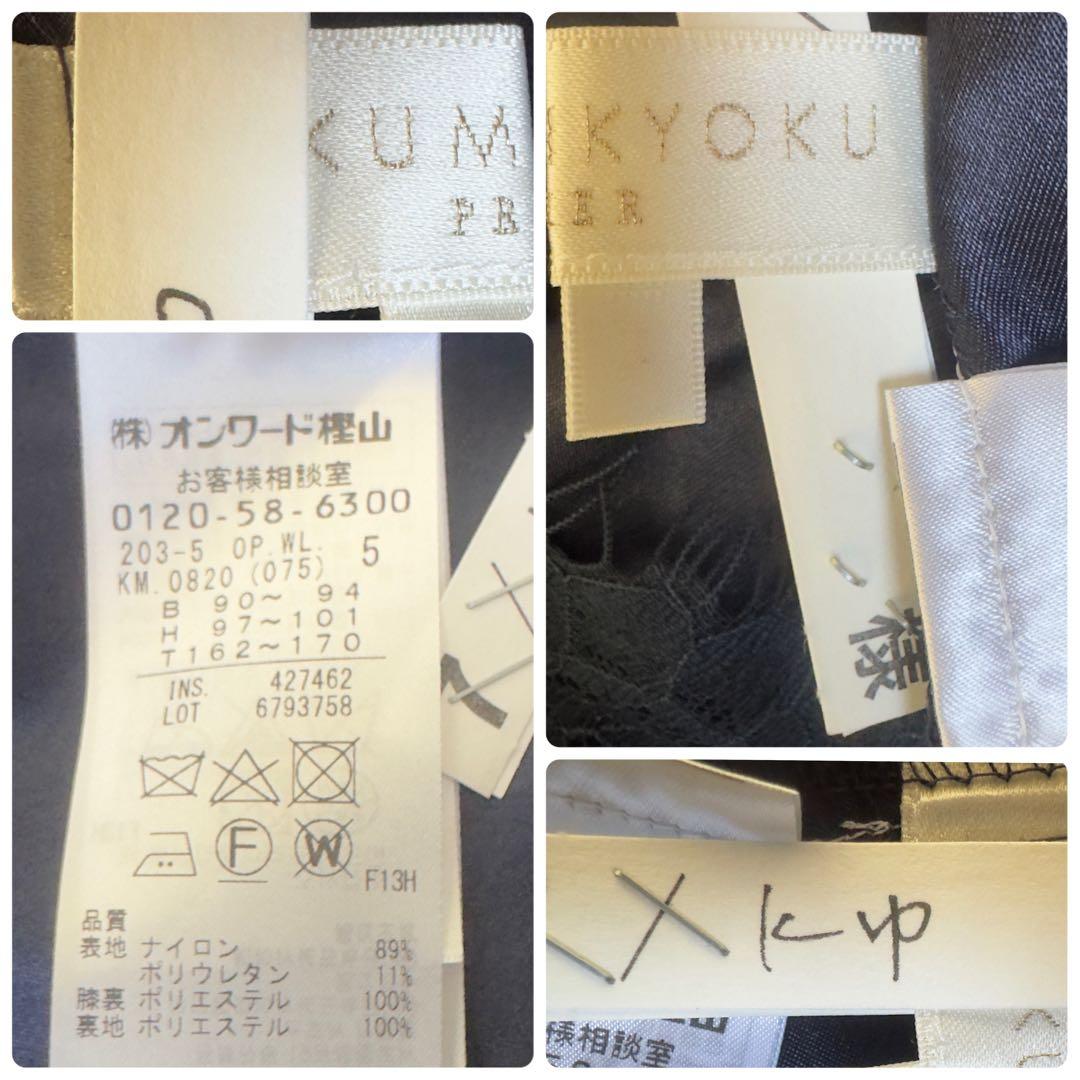 KUM
PR
KYOKU
ER
様
㈱オンワード樫山
お客様相談室
0120-58-6300
203-5 OP.WL. 5
KM.0820 (075)
B 90～ 94
H 97～101
T162～170
INS. 427462
LOT 6793758
F
W
F13H
品質
表地 ナイロン 89%
ポリウレタン 11%
膝裏 ポリエステル 100%
裏地 ポリエステル 100%
様相談室